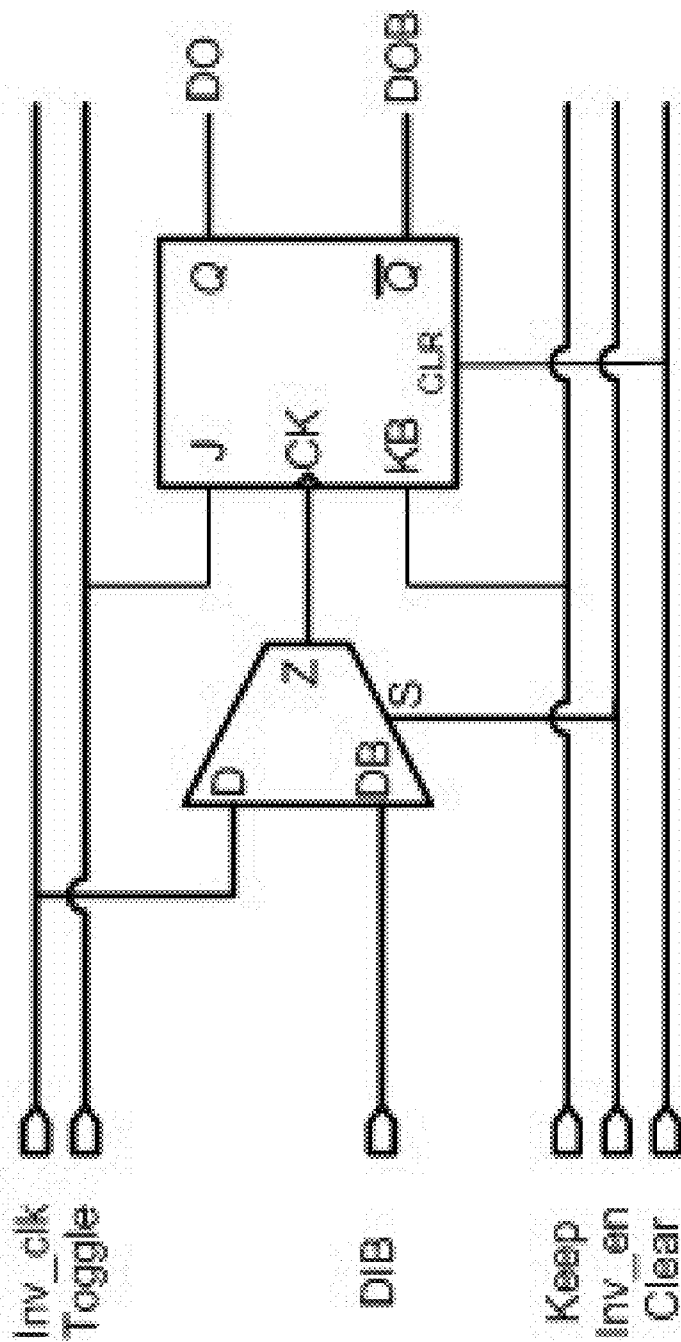 Inv_clk
Toggle
DIB
Keep
Inv_en
Clear
D
DB
Z
S
J
CK
KB
CLR
Q
Q̅
DO
DOB